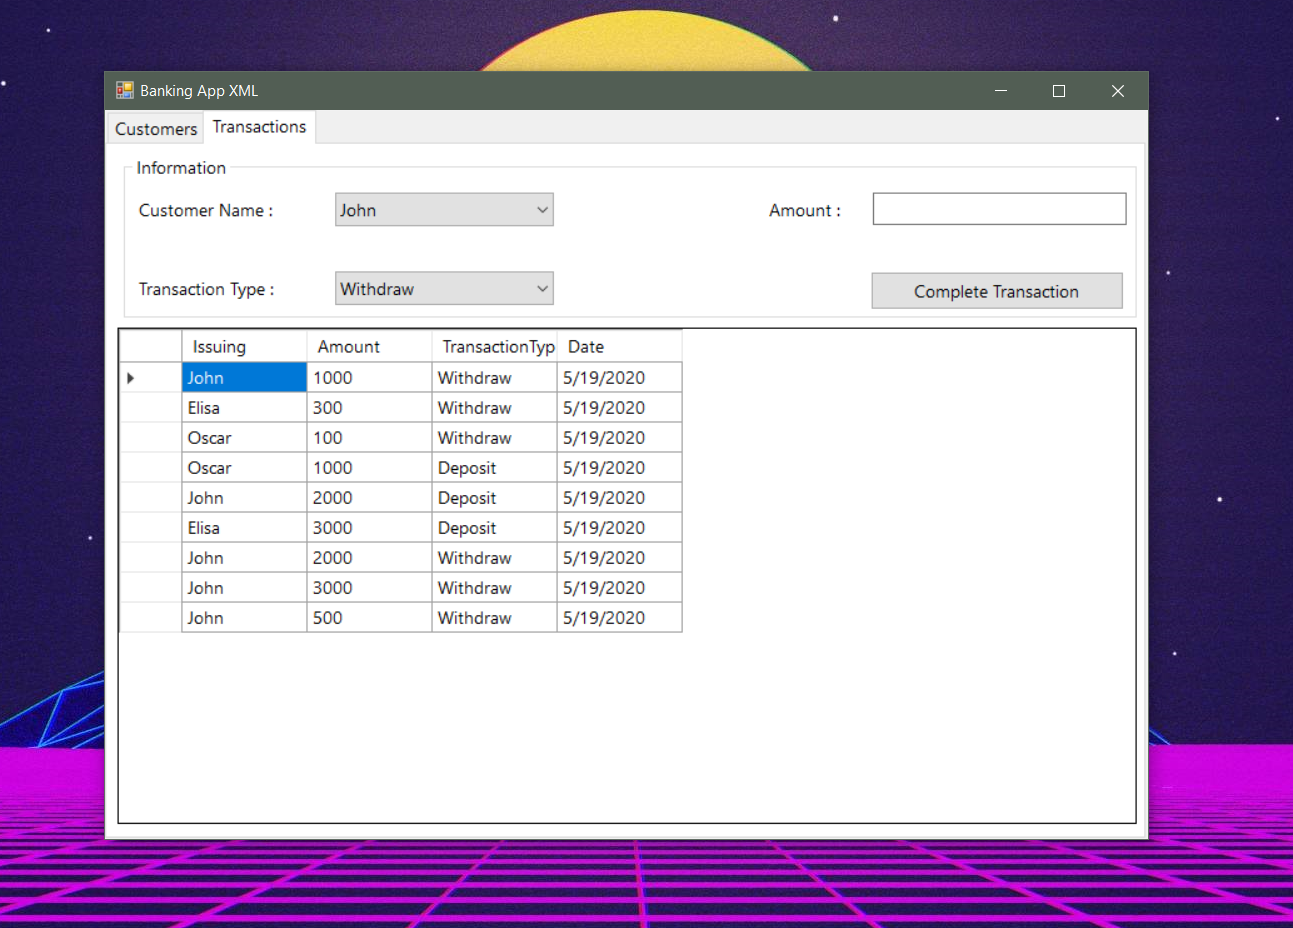 Banking App XML
Customers Transactions
Information
Customer Name : John Amount :
Transaction Type : Withdraw Complete Transaction
Issuing Amount TransactionTyp Date
John 1000 Withdraw 5/19/2020
Elisa 300 Withdraw 5/19/2020
Oscar 100 Withdraw 5/19/2020
Oscar 1000 Deposit 5/19/2020
John 2000 Deposit 5/19/2020
Elisa 3000 Deposit 5/19/2020
John 2000 Withdraw 5/19/2020
John 3000 Withdraw 5/19/2020
John 500 Withdraw 5/19/2020